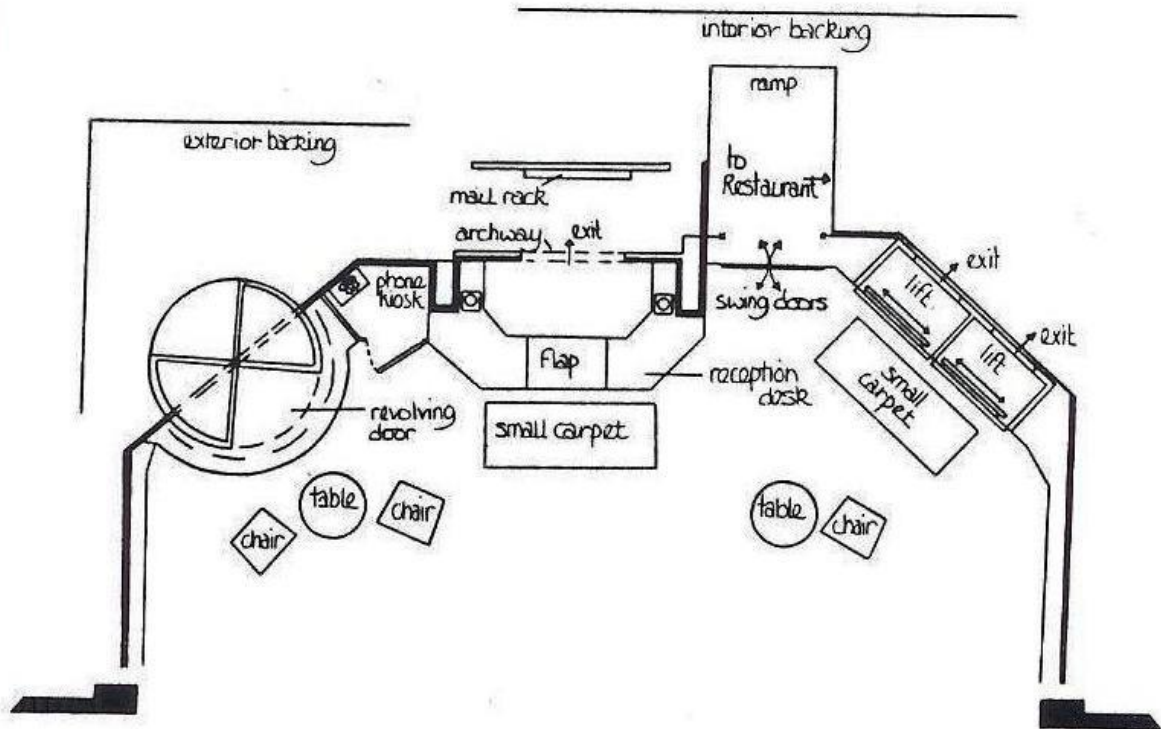 interior backing
ramp
exterior backing
to
Restaurant
mail rack
archway
exit
phone
kiosk
swing doors
lift
exit
lift
exit
flap
reception
desk
small
carpet
revolving
door
small carpet
table
chair
chair
table
chair